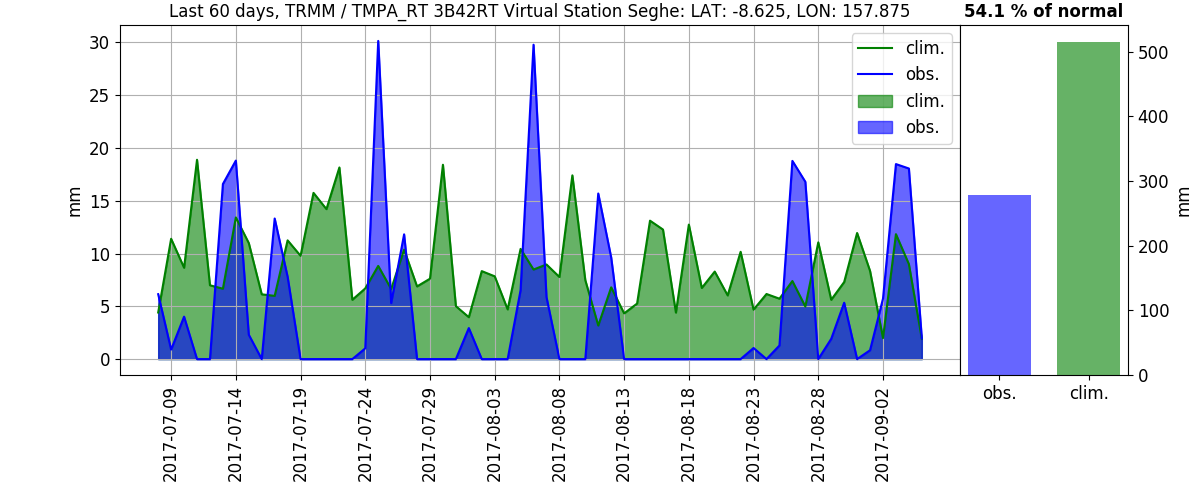 Last 60 days, TRMM / TMPA_RT 3B42RT Virtual Station Seghe: LAT: -8.625, LON: 157.875
54.1 % of normal
30
25
20
15
10
5
0
mm
clim.
obs.
clim.
obs.
2017-07-09
2017-07-14
2017-07-19
2017-07-24
2017-07-29
2017-08-03
2017-08-08
2017-08-13
2017-08-18
2017-08-23
2017-08-28
2017-09-02
500
400
300
200
100
0
mm
obs.
clim.